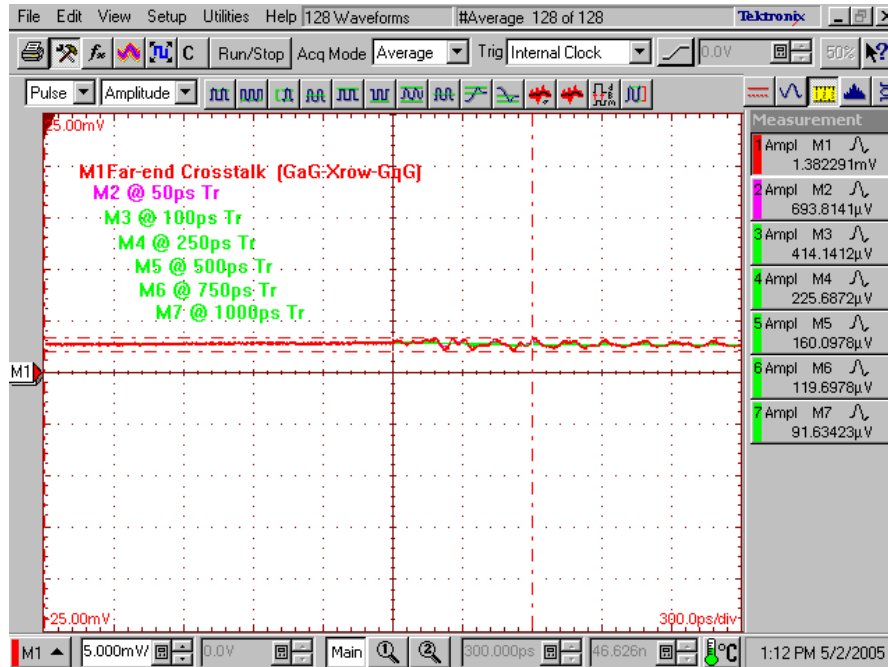 File Edit View Setup Utilities Help 128 Waveforms #Average 128 of 128 Tektronix
C Run/Stop Acq Mode Average Trig Internal Clock 0.0V 50%
Pulse Amplitude
25.00mV
M1Far-end Crosstalk (GaG:Xrow-GqG)
M2 @ 50ps Tr
M3 @ 100ps Tr
M4 @ 250ps Tr
M5 @ 500ps Tr
M6 @ 750ps Tr
M7 @ 1000ps Tr
M1
-25.00mV
300.0ps/div
Measurement
1 Ampl M1
1.382291mV
2 Ampl M2
693.8141µV
3 Ampl M3
414.1412µV
4 Ampl M4
225.6872µV
5 Ampl M5
160.0978µV
6 Ampl M6
119.6978µV
7 Ampl M7
91.63423µV
M1 5.000mV/ 0.0V Main 1 2 300.000ps 46.626n °C 1:12 PM 5/2/2005